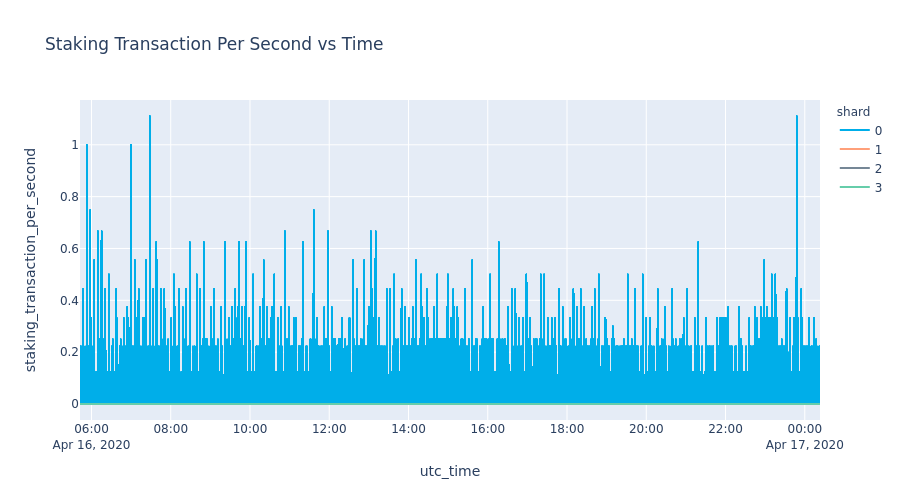 Staking Transaction Per Second vs Time
shard
0
1
2
3
staking_transaction_per_second
1
0.8
0.6
0.4
0.2
0
06:00 08:00 10:00 12:00 14:00 16:00 18:00 20:00 22:00 00:00
Apr 16, 2020 Apr 17, 2020
utc_time